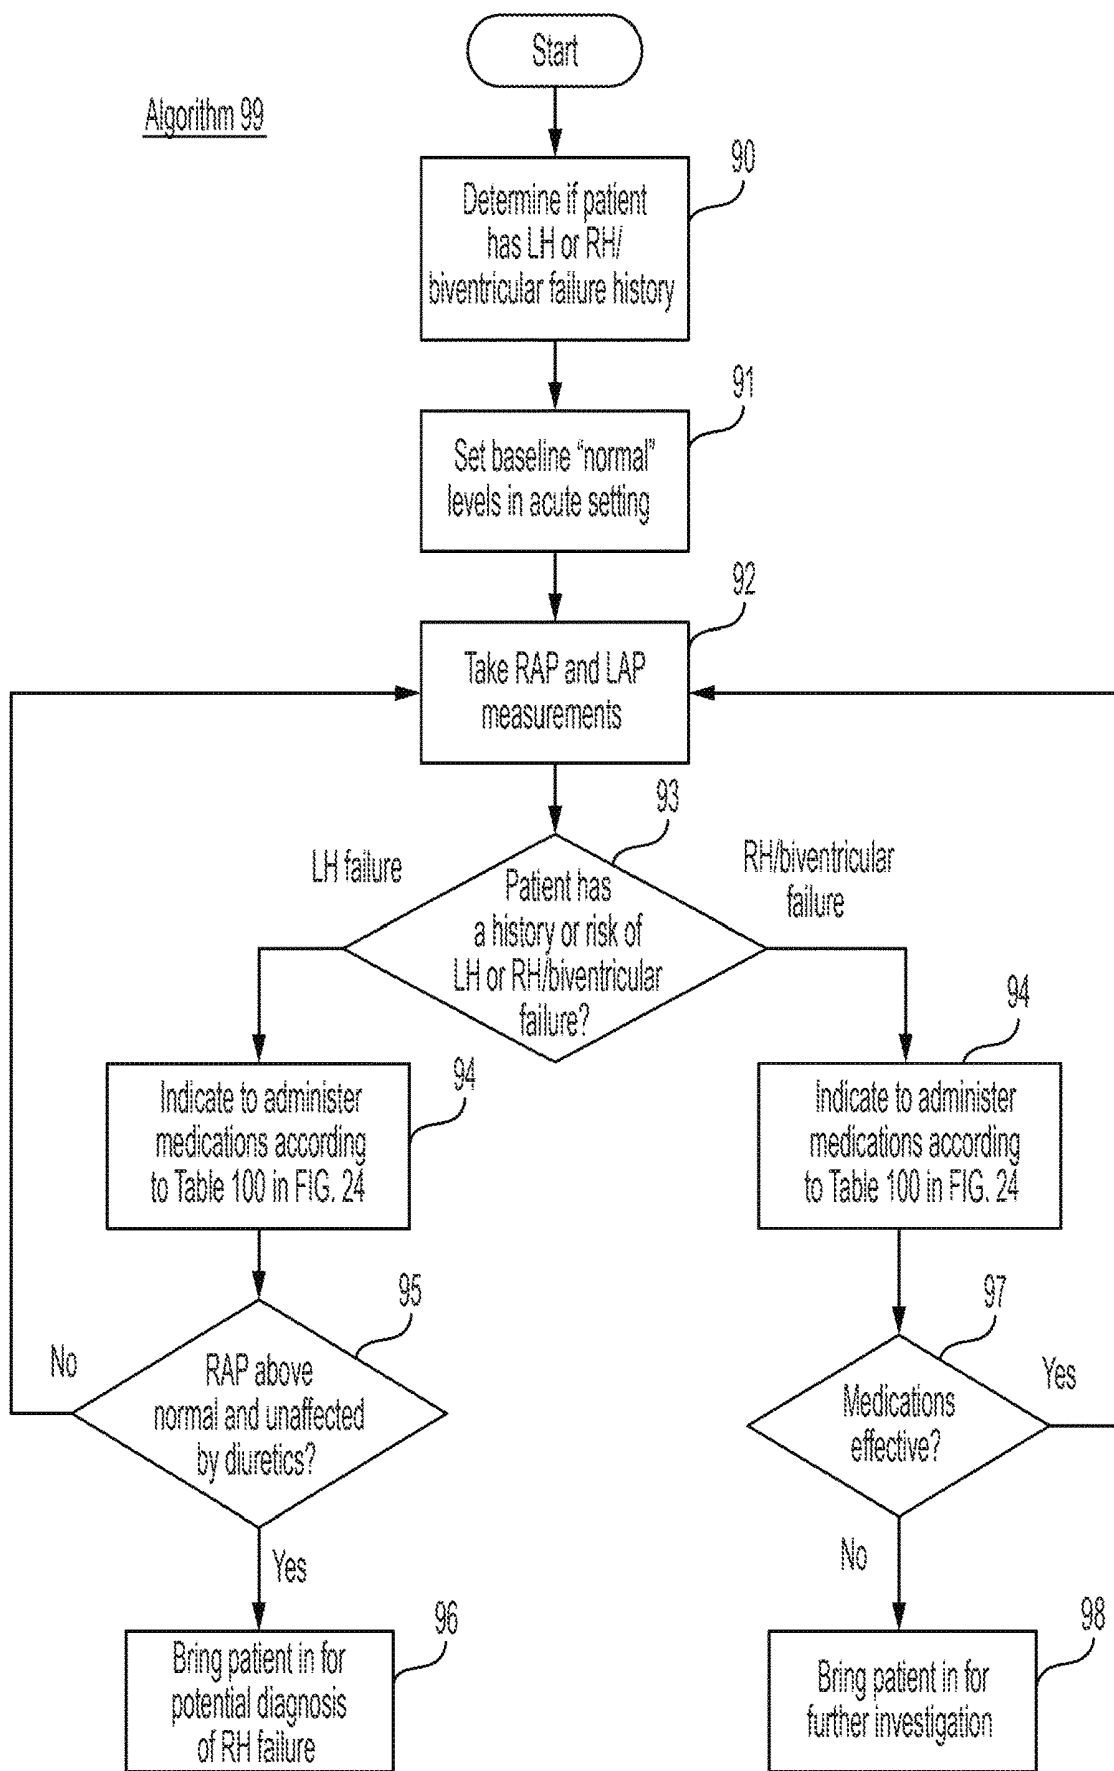 Start
Algorithm 99
90
Determine if patient
has LH or RH/
biventricular failure history
91
Set baseline “normal”
levels in acute setting
92
Take RAP and LAP
measurements
93
LH failure
RH/biventricular
failure
Patient has
a history or risk of
LH or RH/biventricular
failure?
94
Indicate to administer
medications according
to Table 100 in FIG. 24
94
Indicate to administer
medications according
to Table 100 in FIG. 24
95
No
RAP above
normal and unaffected
by diuretics?
Yes
97
Yes
Medications
effective?
No
96
Bring patient in for
potential diagnosis
of RH failure
98
Bring patient in for
further investigation